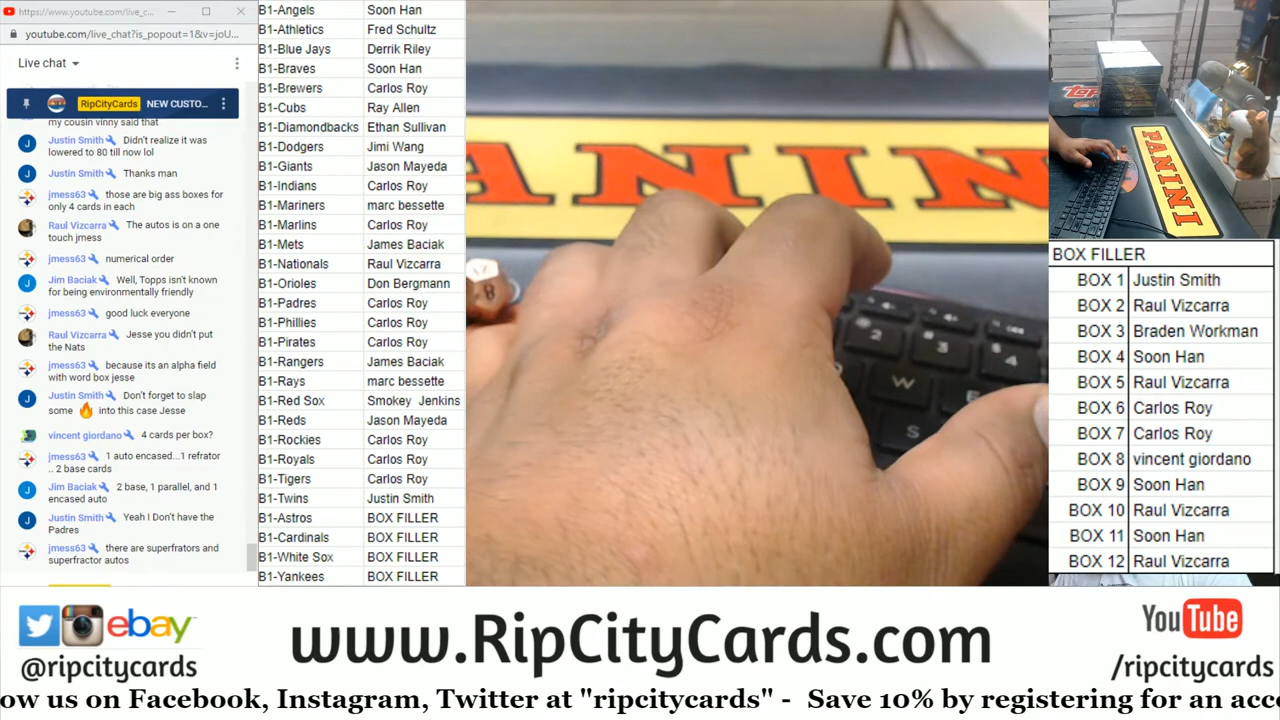 https://www.youtube.com/live_c...
youtube.com/live_chat?is_popout=1&v=joU...
Live chat
RipCityCards NEW CUSTO...
my cousin vinny said that
Justin Smith Didn't realize it was
lowered to 80 till now lol
Justin Smith Thanks man
jmess63 those are big ass boxes for
only 4 cards in each
Raul Vizcarra The autos is on a one
touch jmess
jmess63 numerical order
Jim Baciak Well, Topps isn't known
for being environmentally friendly
jmess63 good luck everyone
Raul Vizcarra Jesse you didn't put
the Nats
jmess63 because its an alpha field
with word box jesse
Justin Smith Don't forget to slap
some 🔥 into this case Jesse
vincent giordano 4 cards per box?
jmess63 1 auto encased...1 refrator
.. 2 base cards
Jim Baciak 2 base, 1 parallel, and 1
encased auto
Justin Smith Yeah I Don't have the
Padres
jmess63 there are superfrators and
superfractor autos
B1-Angels Soon Han
B1-Athletics Fred Schultz
B1-Blue Jays Derrik Riley
B1-Braves Soon Han
B1-Brewers Carlos Roy
B1-Cubs Ray Allen
B1-Diamondbacks Ethan Sullivan
B1-Dodgers Jimi Wang
B1-Giants Jason Mayeda
B1-Indians Carlos Roy
B1-Mariners marc bessette
B1-Marlins Carlos Roy
B1-Mets James Baciak
B1-Nationals Raul Vizcarra
B1-Orioles Don Bergmann
B1-Padres Carlos Roy
B1-Phillies Carlos Roy
B1-Pirates Carlos Roy
B1-Rangers James Baciak
B1-Rays marc bessette
B1-Red Sox Smokey Jenkins
B1-Reds Jason Mayeda
B1-Rockies Carlos Roy
B1-Royals Carlos Roy
B1-Tigers Carlos Roy
B1-Twins Justin Smith
B1-Astros BOX FILLER
B1-Cardinals BOX FILLER
B1-White Sox BOX FILLER
B1-Yankees BOX FILLER
ANINI
8
2
3
4
W
S
PANINI
BOX FILLER
BOX 1 Justin Smith
BOX 2 Raul Vizcarra
BOX 3 Braden Workman
BOX 4 Soon Han
BOX 5 Raul Vizcarra
BOX 6 Carlos Roy
BOX 7 Carlos Roy
BOX 8 vincent giordano
BOX 9 Soon Han
BOX 10 Raul Vizcarra
BOX 11 Soon Han
BOX 12 Raul Vizcarra
ebay
@ripcitycards
www.RipCityCards.com
YouTube
/ripcitycards
ow us on Facebook, Instagram, Twitter at "ripcitycards" - Save 10% by registering for an acc